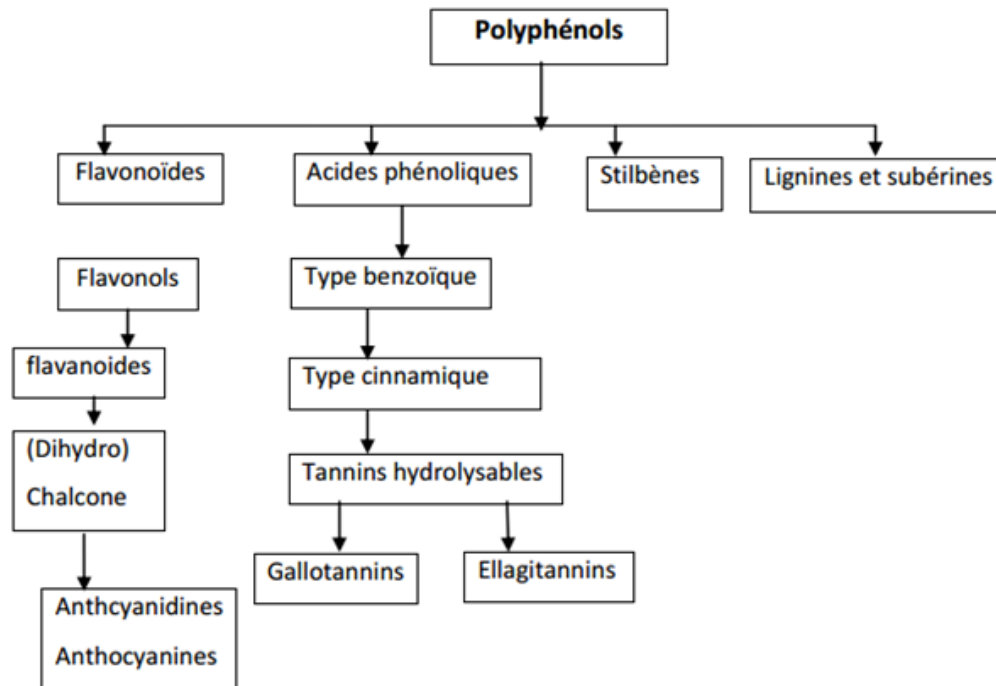 Polyphénols
Flavonoïdes
Acides phénoliques
Stilbènes
Lignines et subérines
Flavonols
Type benzoïque
flavanoides
Type cinnamique
(Dihydro)
Chalcone
Tannins hydrolysables
Gallotannins
Ellagitannins
Anthcyanidines
Anthocyanines